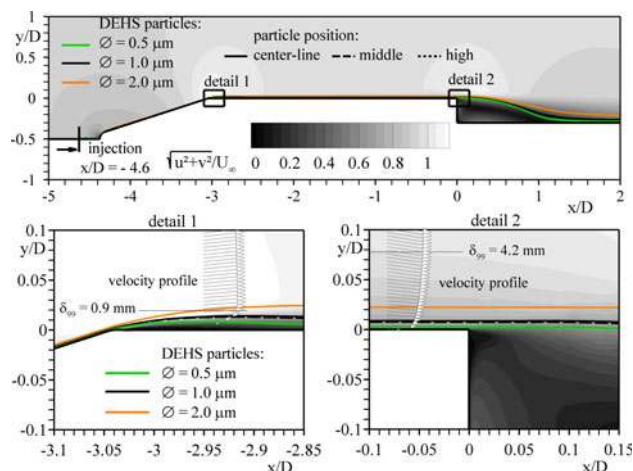 y/D
DEHS particles:
Ø = 0.5 µm
Ø = 1.0 µm
Ø = 2.0 µm
particle position:
center-line middle high
detail 1
detail 2
1
0.5
0
-0.5
-1
injection
x/D = - 4.6
√u²+v²/U∞
0 0.2 0.4 0.6 0.8 1
-5 -4 -3 -2 -1 0 1 2
x/D
detail 1
y/D
0.1
0.05
0
-0.05
-0.1
velocity profile
δ99 = 0.9 mm
DEHS particles:
Ø = 0.5 µm
Ø = 1.0 µm
Ø = 2.0 µm
-3.1 -3.05 -3 -2.95 -2.9 -2.85
x/D
detail 2
y/D
0.1
0.05
0
-0.05
-0.1
δ99 = 4.2 mm
velocity profile
-0.1 -0.05 0 0.05 0.1 0.15
x/D